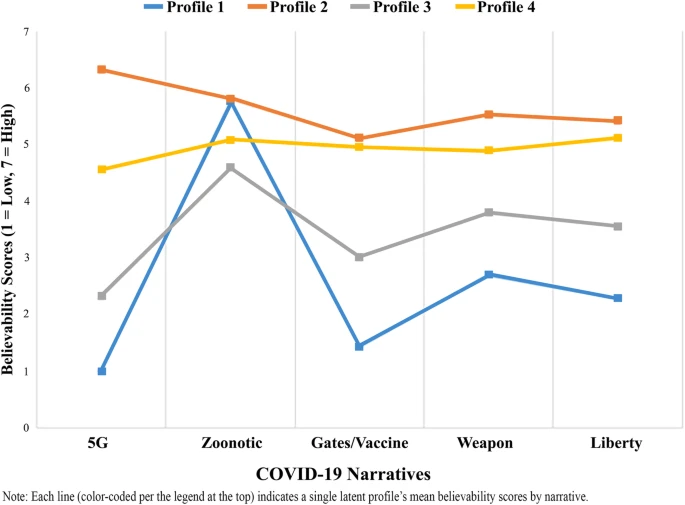 Profile 1 Profile 2 Profile 3 Profile 4
Believability Scores (1 = Low, 7 = High)
7
6
5
4
3
2
1
0
5G Zoonotic Gates/Vaccine Weapon Liberty
COVID-19 Narratives
Note: Each line (color-coded per the legend at the top) indicates a single latent profile's mean believability scores by narrative.